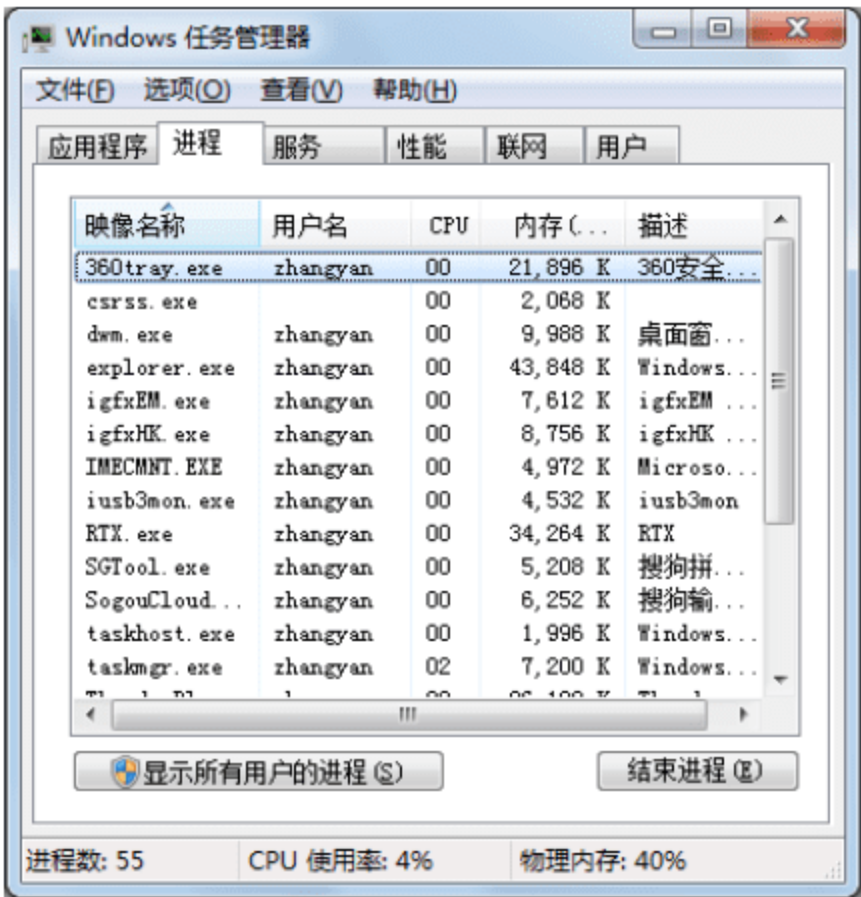 Windows 任务管理器
文件(F) 选项(O) 查看(V) 帮助(H)
应用程序 进程 服务 性能 联网 用户
映像名称 用户名 CPU 内存(... 描述
360tray.exe zhangyan 00 21,896 K 360安全...
csrss.exe 00 2,068 K
dwm.exe zhangyan 00 9,988 K 桌面窗...
explorer.exe zhangyan 00 43,848 K Windows...
igfxEM.exe zhangyan 00 7,612 K igfxEM ...
igfxHK.exe zhangyan 00 8,756 K igfxHK ...
IMECMNT.EXE zhangyan 00 4,972 K Microso...
iusb3mon.exe zhangyan 00 4,532 K iusb3mon
RTX.exe zhangyan 00 34,264 K RTX
SGTool.exe zhangyan 00 5,208 K 搜狗拼...
SogouCloud... zhangyan 00 6,252 K 搜狗输...
taskhost.exe zhangyan 00 1,996 K Windows...
taskmgr.exe zhangyan 02 7,200 K Windows...
显示所有用户的进程(S) 结束进程(E)
进程数: 55 CPU 使用率: 4% 物理内存: 40%